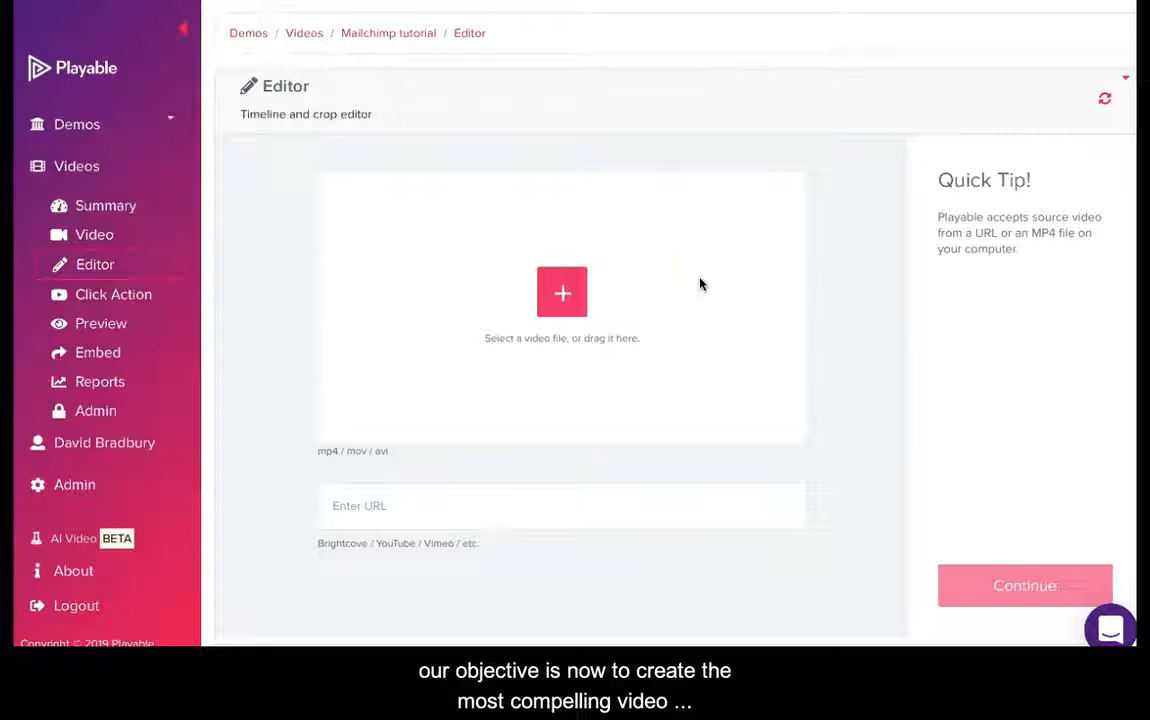 Playable
Demos
Videos
Summary
Video
Editor
Click Action
Preview
Embed
Reports
Admin
David Bradbury
Admin
AI Video BETA
About
Logout
Copyright © 2019 Playable
Demos / Videos / Mailchimp tutorial / Editor
Editor
Timeline and crop editor
Select a video file, or drag it here.
mp4 / mov / avi
Enter URL
Brightcove / YouTube / Vimeo / etc.
Quick Tip!
Playable accepts source video
from a URL or an MP4 file on
your computer.
Continue
our objective is now to create the
most compelling video ...